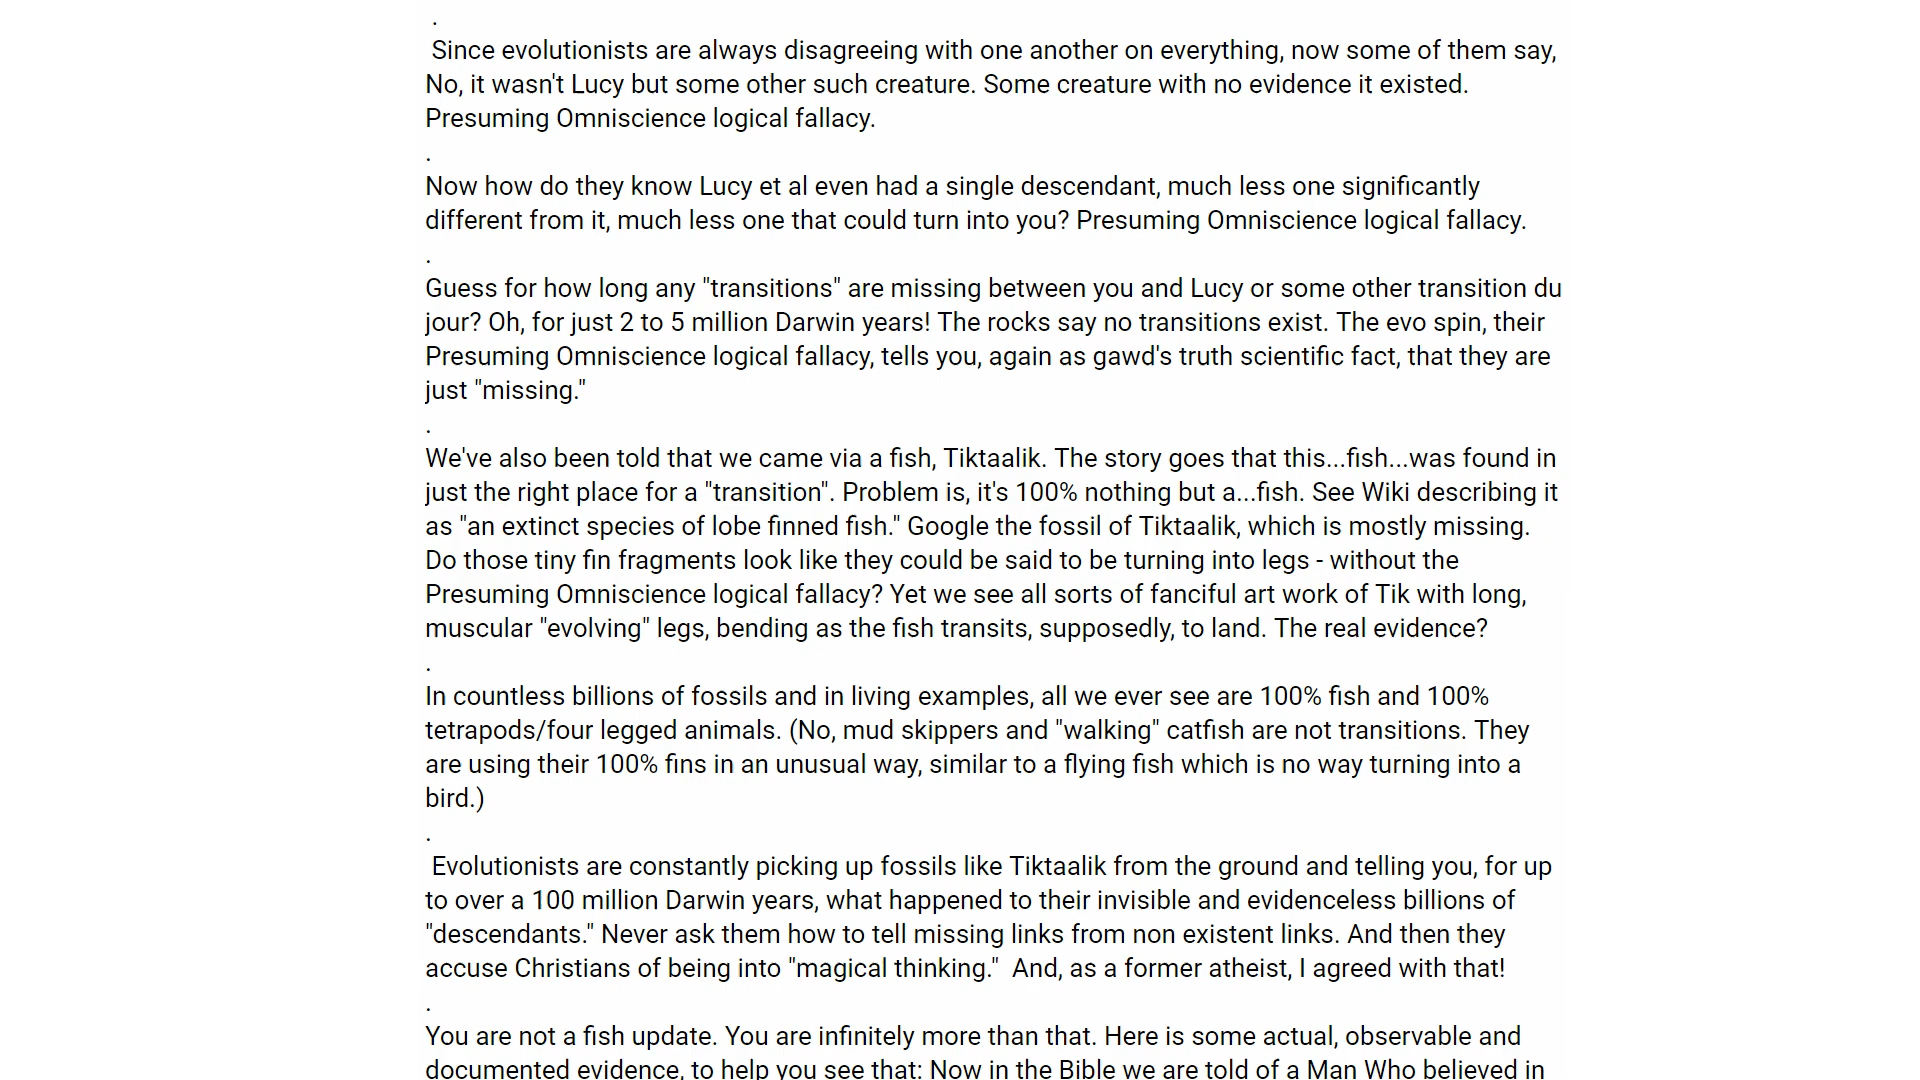 .
Since evolutionists are always disagreeing with one another on everything, now some of them say,
No, it wasn't Lucy but some other such creature. Some creature with no evidence it existed.
Presuming Omniscience logical fallacy.
.
Now how do they know Lucy et al even had a single descendant, much less one significantly
different from it, much less one that could turn into you? Presuming Omniscience logical fallacy.
.
Guess for how long any "transitions" are missing between you and Lucy or some other transition du
jour? Oh, for just 2 to 5 million Darwin years! The rocks say no transitions exist. The evo spin, their
Presuming Omniscience logical fallacy, tells you, again as gawd's truth scientific fact, that they are
just "missing."
.
We've also been told that we came via a fish, Tiktaalik. The story goes that this...fish...was found in
just the right place for a "transition". Problem is, it's 100% nothing but a...fish. See Wiki describing it
as "an extinct species of lobe finned fish." Google the fossil of Tiktaalik, which is mostly missing.
Do those tiny fin fragments look like they could be said to be turning into legs - without the
Presuming Omniscience logical fallacy? Yet we see all sorts of fanciful art work of Tik with long,
muscular "evolving" legs, bending as the fish transits, supposedly, to land. The real evidence?
.
In countless billions of fossils and in living examples, all we ever see are 100% fish and 100%
tetrapods/four legged animals. (No, mud skippers and "walking" catfish are not transitions. They
are using their 100% fins in an unusual way, similar to a flying fish which is no way turning into a
bird.)
.
Evolutionists are constantly picking up fossils like Tiktaalik from the ground and telling you, for up
to over a 100 million Darwin years, what happened to their invisible and evidenceless billions of
"descendants." Never ask them how to tell missing links from non existent links. And then they
accuse Christians of being into "magical thinking."  And, as a former atheist, I agreed with that!
.
You are not a fish update. You are infinitely more than that. Here is some actual, observable and
documented evidence, to help you see that: Now in the Bible we are told of a Man Who believed in